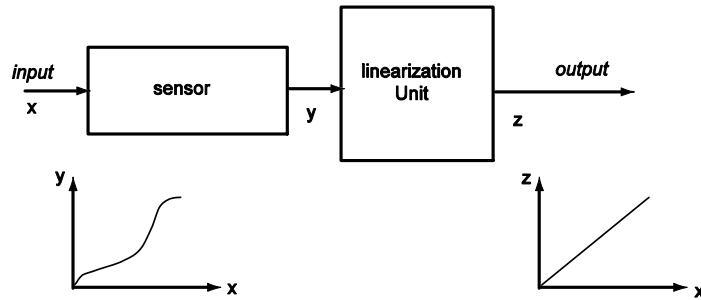 input
x
sensor
y
linearization
Unit
output
z
y
x
z
x